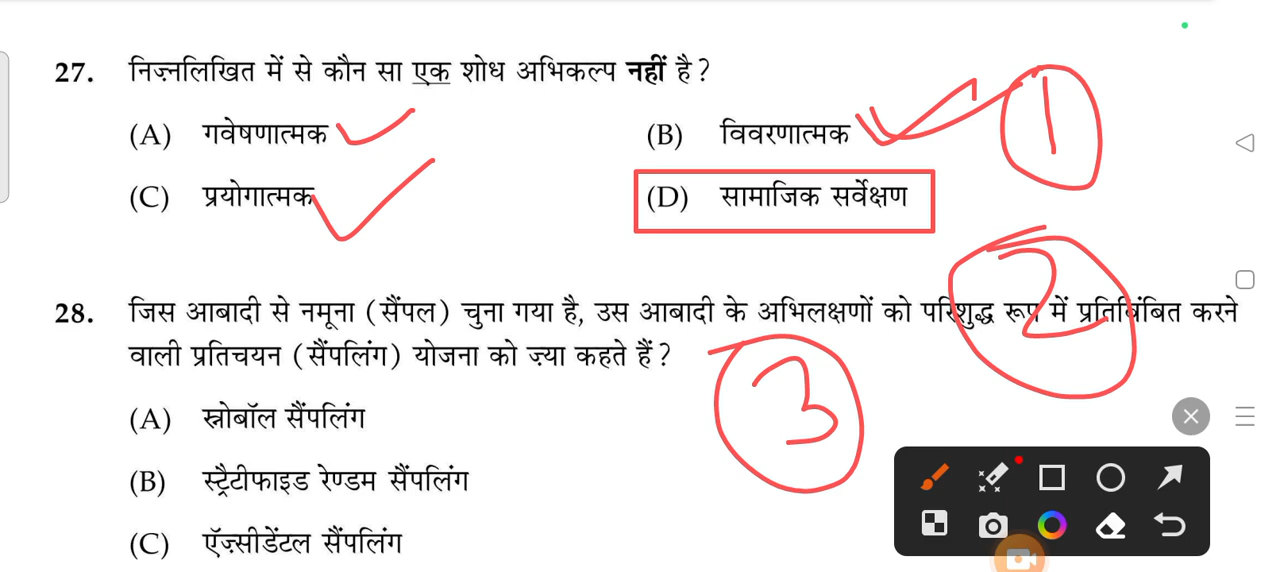 27. निज्नलिखित में से कौन सा एक शोध अभिकल्प नहीं है ?
(A) गवेषणात्मक
(B) विवरणात्मक
1
(C) प्रयोगात्मक
(D) सामाजिक सर्वेक्षण
2
28. जिस आबादी से नमूना (सैंपल) चुना गया है, उस आबादी के अभिलक्षणों को परिशुद्ध रूप में प्रतिबिंबित करने
वाली प्रतिचयन (सैंपलिंग) योजना को ज्या कहते हैं ?
3
(A) स्नोबॉल सैंपलिंग
(B) स्ट्रैटीफाइड रेण्डम सैंपलिंग
(C) ऍज्सीडेंटल सैंपलिंग